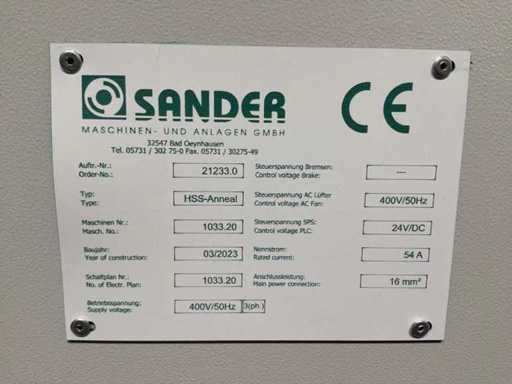 SANDER
CE
MASCHINEN- UND ANLAGEN GMBH
32547 Bad Oeynhausen
Tel. 05731 / 302 75-0 Fax. 05731 / 30275-49
Auftr.-Nr.:
Order-No.:
21233.0
Steuerspannung Bremsen:
Control voltage Brake:
---
Typ:
Type:
HSS-Anneal
Steuerspannung AC Lüfter
Control voltage AC Fan:
400V/50Hz
Maschinen Nr.:
Masch. No.:
1033.20
Steuerspannung SPS:
Control voltage PLC:
24V/DC
Baujahr:
Year of construction:
03/2023
Nennstrom:
Rated current:
54 A
Schaltplan Nr.:
No. of Electr. Plan:
1033.20
Anschlussleistung:
Main power connection:
16 mm²
Betriebsspannung:
Supply voltage:
400V/50Hz
3(ph.)